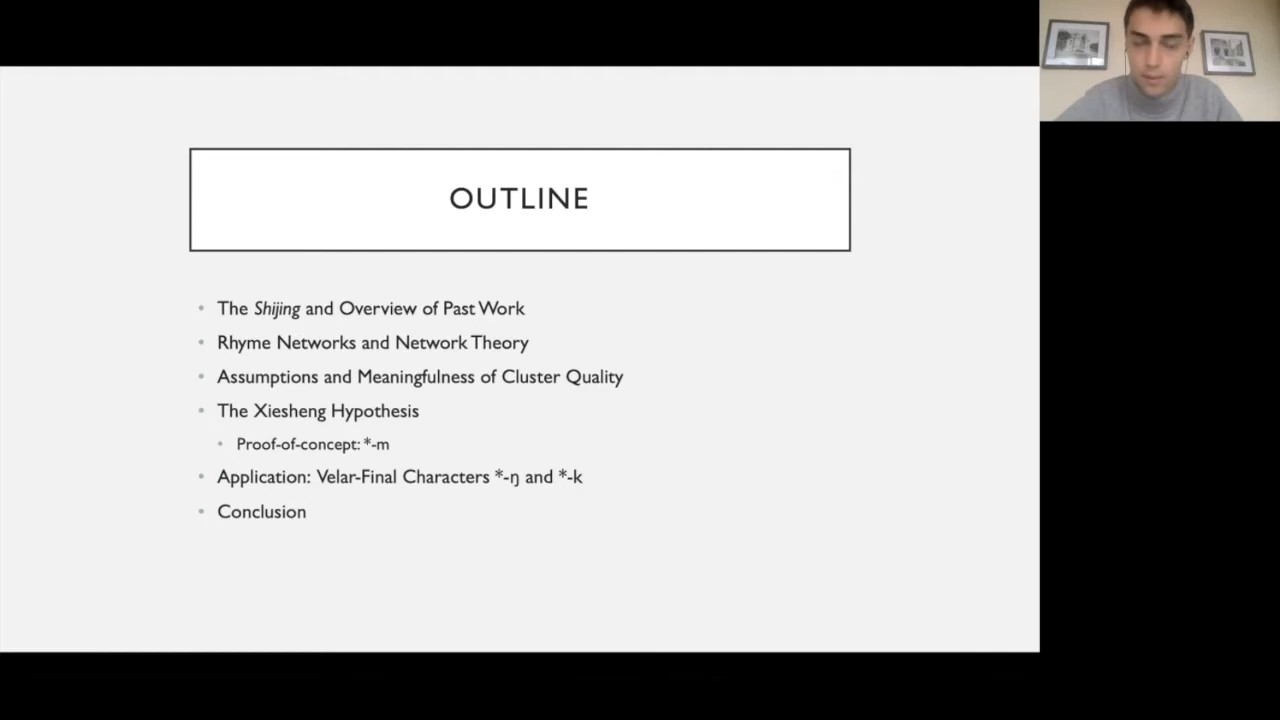 OUTLINE
• The Shijing and Overview of Past Work
• Rhyme Networks and Network Theory
• Assumptions and Meaningfulness of Cluster Quality
• The Xiesheng Hypothesis
• Proof-of-concept: *-m
• Application: Velar-Final Characters *-ŋ and *-k
• Conclusion